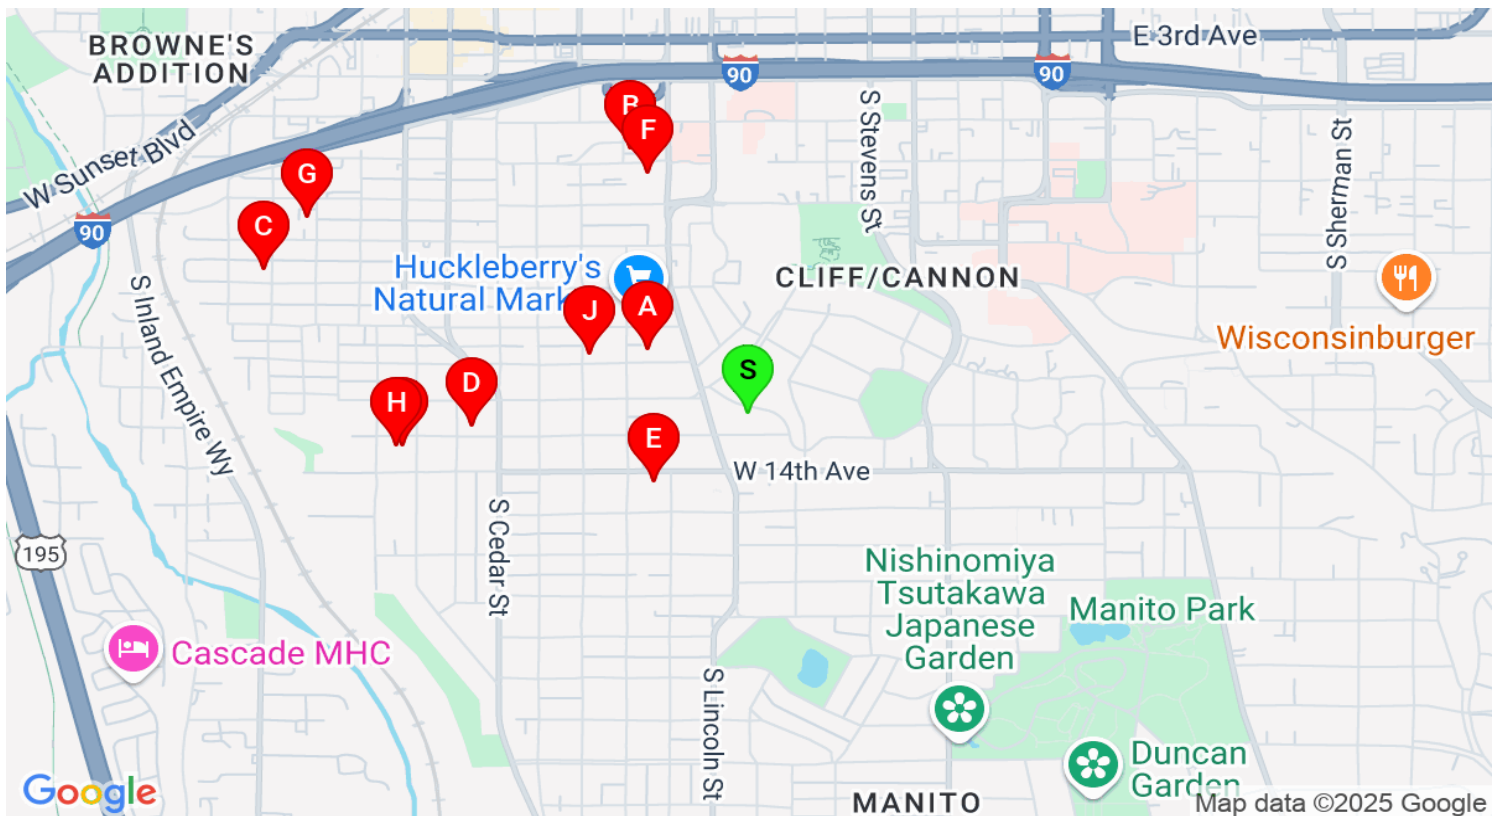 BROWNE'S
ADDITION
E 3rd Ave
90
90
W Sunset Blvd
S Stevens St
S Sherman St
B
F
G
C
90
Huckleberry's
Natural
CLIFF/CANNON
J
A
Wisconsinburger
S Inland Empire Wy
S
D
H
E
W 14th Ave
S Cedar St
195
Nishinomiya
Tsutakawa
Japanese
Garden
Manito Park
Cascade MHC
S Lincoln St
Duncan
Garden
Google
MANITO
Map data ©2025 Google